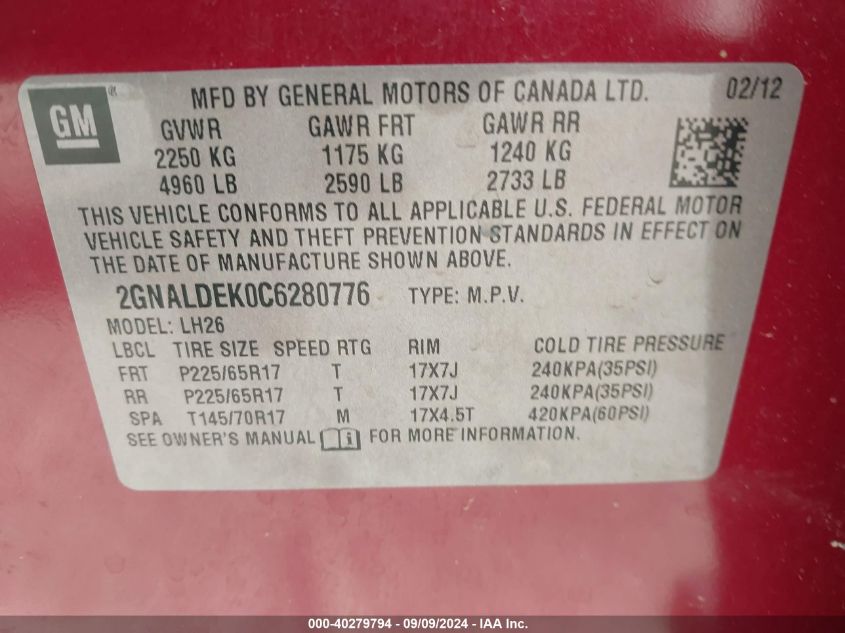 GM ® MFD BY GENERAL MOTORS OF CANADA LTD. 02/12
GVWR GAWR FRT GAWR RR
2250 KG 1175 KG 1240 KG
4960 LB 2590 LB 2733 LB
THIS VEHICLE CONFORMS TO ALL APPLICABLE U.S. FEDERAL MOTOR
VEHICLE SAFETY AND THEFT PREVENTION STANDARDS IN EFFECT ON
THE DATE OF MANUFACTURE SHOWN ABOVE.
2GNALDEK0C6280776 TYPE: M.P.V.
MODEL: LH26
LBCL TIRE SIZE SPEED RTG RIM COLD TIRE PRESSURE
FRT P225/65R17 T 17X7J 240KPA(35PSI)
RR P225/65R17 T 17X7J 240KPA(35PSI)
SPA T145/70R17 M 17X4.5T 420KPA(60PSI)
SEE OWNER'S MANUAL FOR MORE INFORMATION.
000-40279794 - 09/09/2024 - IAA Inc.